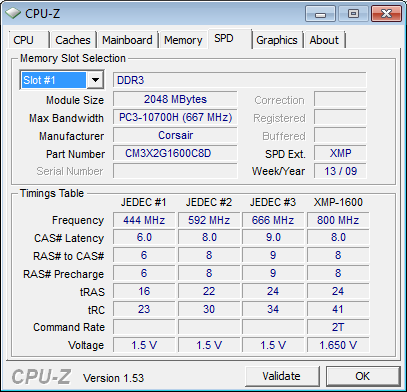 CPU-Z
CPU Caches Mainboard Memory SPD Graphics About
Memory Slot Selection
Slot #1 DDR3
Module Size 2048 MBytes Correction
Max Bandwidth PC3-10700H (667 MHz) Registered
Manufacturer Corsair Buffered
Part Number CM3X2G1600C8D SPD Ext. XMP
Serial Number Week/Year 13 / 09
Timings Table
JEDEC #1 JEDEC #2 JEDEC #3 XMP-1600
Frequency 444 MHz 592 MHz 666 MHz 800 MHz
CAS# Latency 6.0 8.0 9.0 8.0
RAS# to CAS# 6 8 9 8
RAS# Precharge 6 8 9 8
tRAS 16 22 24 24
tRC 23 30 34 41
Command Rate 2T
Voltage 1.5 V 1.5 V 1.5 V 1.650 V
CPU-Z Version 1.53 Validate OK